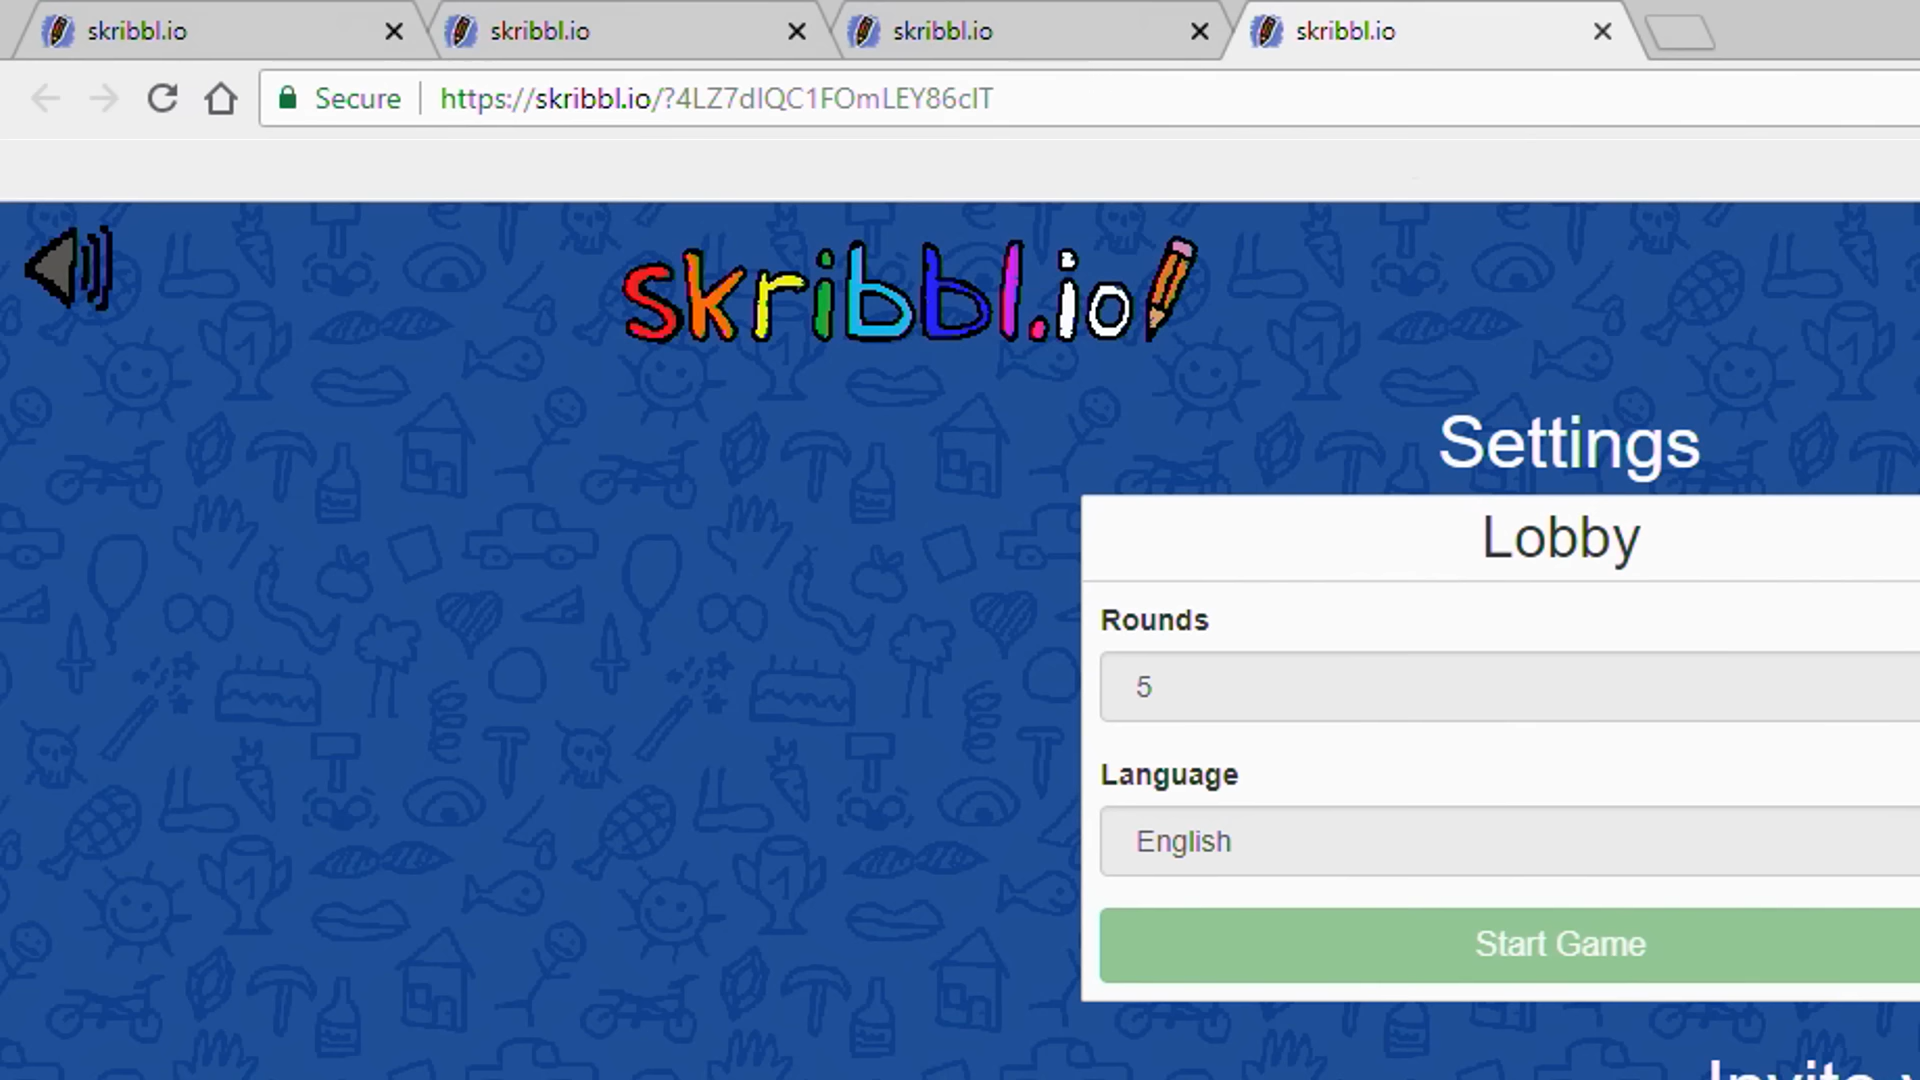 skribbl.io
skribbl.io
skribbl.io
skribbl.io
Secure
https://skribbl.io/?4LZ7dlQC1FOmLEY86clT
skribbl.io
Settings
Lobby
Rounds
5
Language
English
Start Game